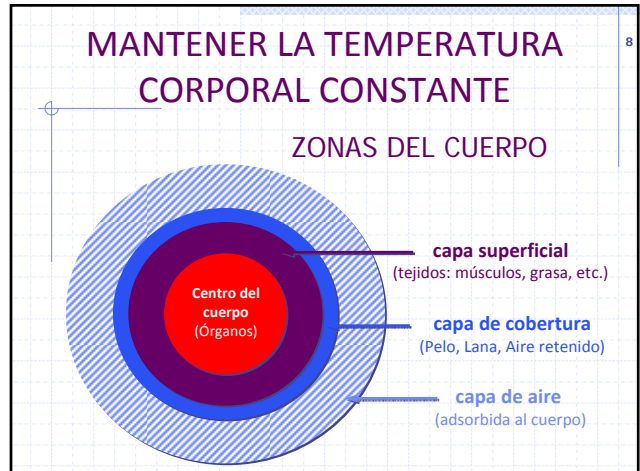 MANTENER LA TEMPERATURA
CORPORAL CONSTANTE
8
ZONAS DEL CUERPO
capa superficial
(tejidos: músculos, grasa, etc.)
Centro del
cuerpo
(Órganos)
capa de cobertura
(Pelo, Lana, Aire retenido)
capa de aire
(adsorbida al cuerpo)